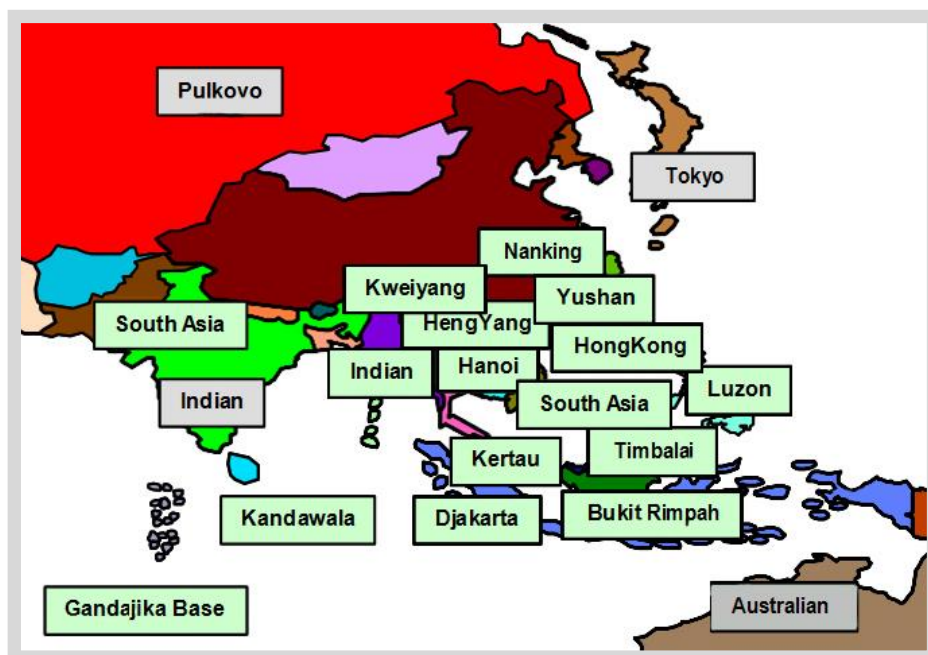 Pulkovo
Tokyo
Nanking
Kweiyang
Yushan
South Asia
HengYang
HongKong
Indian
Hanoi
Luzon
Indian
South Asia
Timbalai
Kertau
Kandawala
Djakarta
Bukit Rimpah
Gandajika Base
Australian